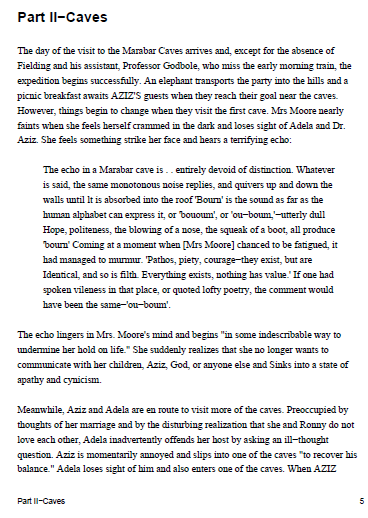 Part II−Caves
The day of the visit to the Marabar Caves arrives and, except for the absence of
Fielding and his assistant, Professor Godbole, who miss the early morning train, the
expedition begins successfully. An elephant transports the party into the hills and a
picnic breakfast awaits AZIZ'S guests when they reach their goal near the caves.
However, things begin to change when they visit the first cave. Mrs Moore nearly
faints when she feels herself crammed in the dark and loses sight of Adela and Dr.
Aziz. She feels something strike her face and hears a terrifying echo:
The echo in a Marabar cave is . . entirely devoid of distinction. Whatever
is said, the same monotonous noise replies, and quivers up and down the
walls until lt is absorbed into the roof 'Bourn' is the sound as far as the
human alphabet can express it, or 'bououm', or 'ou−boum,'−utterly dull
Hope, politeness, the blowing of a nose, the squeak of a boot, all produce
'bourn' Coming at a moment when [Mrs Moore] chanced to be fatigued, it
had managed to murmur. 'Pathos, piety, courage−they exist, but are
Identical, and so is filth. Everything exists, nothing has value.' If one had
spoken vileness in that place, or quoted lofty poetry, the comment would
have been the same−'ou−boum'.
The echo lingers in Mrs. Moore's mind and begins "in some indescribable way to
undermine her hold on life." She suddenly realizes that she no longer wants to
communicate with her children, Aziz, God, or anyone else and Sinks into a state of
apathy and cynicism.
Meanwhile, Aziz and Adela are en route to visit more of the caves. Preoccupied by
thoughts of her marriage and by the disturbing realization that she and Ronny do not
love each other, Adela inadvertently offends her host by asking an ill−thought
question. Aziz is momentarily annoyed and slips into one of the caves "to recover his
balance." Adela loses sight of him and also enters one of the caves. When AZIZ
Part II−Caves 5